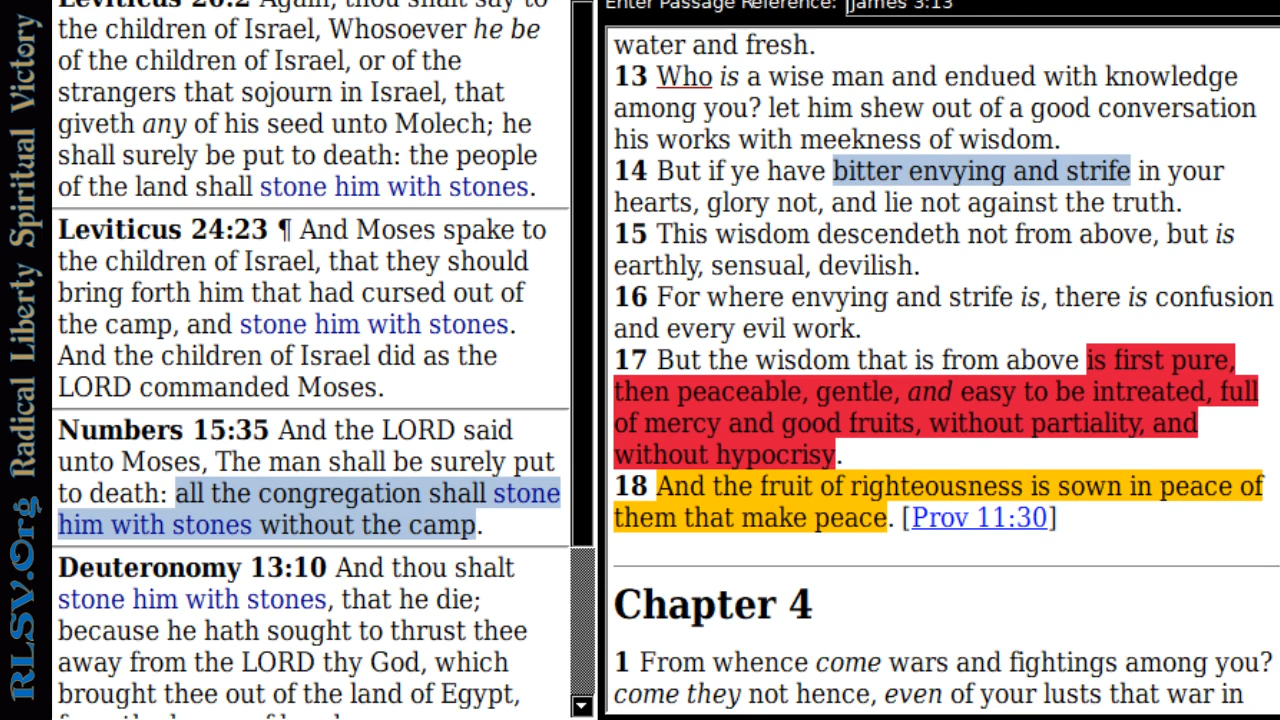 RLSV.Org Radical Liberty Spiritual Victory
Leviticus 20:2 Again, thou shalt say to
the children of Israel, Whosoever he be
of the children of Israel, or of the
strangers that sojourn in Israel, that
giveth any of his seed unto Molech; he
shall surely be put to death: the people
of the land shall stone him with stones.
Leviticus 24:23 ¶ And Moses spake to
the children of Israel, that they should
bring forth him that had cursed out of
the camp, and stone him with stones.
And the children of Israel did as the
LORD commanded Moses.
Numbers 15:35 And the LORD said
unto Moses, The man shall be surely put
to death: all the congregation shall stone
him with stones without the camp.
Deuteronomy 13:10 And thou shalt
stone him with stones, that he die;
because he hath sought to thrust thee
away from the LORD thy God, which
brought thee out of the land of Egypt,
Enter Passage Reference: James 3:13
water and fresh.
13 Who is a wise man and endued with knowledge
among you? let him shew out of a good conversation
his works with meekness of wisdom.
14 But if ye have bitter envying and strife in your
hearts, glory not, and lie not against the truth.
15 This wisdom descendeth not from above, but is
earthly, sensual, devilish.
16 For where envying and strife is, there is confusion
and every evil work.
17 But the wisdom that is from above is first pure,
then peaceable, gentle, and easy to be intreated, full
of mercy and good fruits, without partiality, and
without hypocrisy.
18 And the fruit of righteousness is sown in peace of
them that make peace. [Prov 11:30]
Chapter 4
1 From whence come wars and fightings among you?
come they not hence, even of your lusts that war in